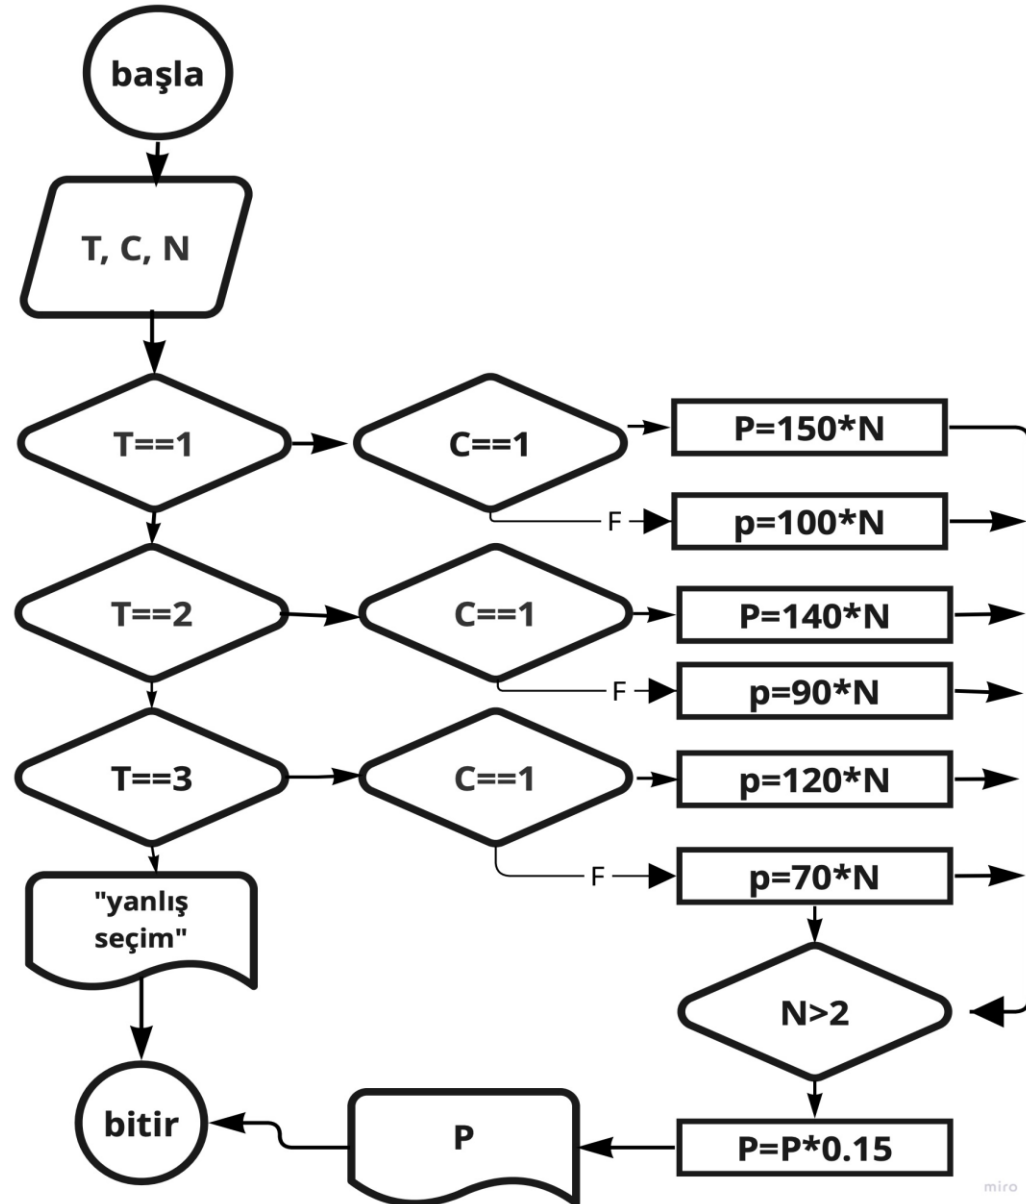 başla
T, C, N
T==1
C==1
P=150*N
F
p=100*N
T==2
C==1
P=140*N
F
p=90*N
T==3
C==1
p=120*N
F
p=70*N
"yanlış
seçim"
N>2
bitir
P
P=P*0.15
miro